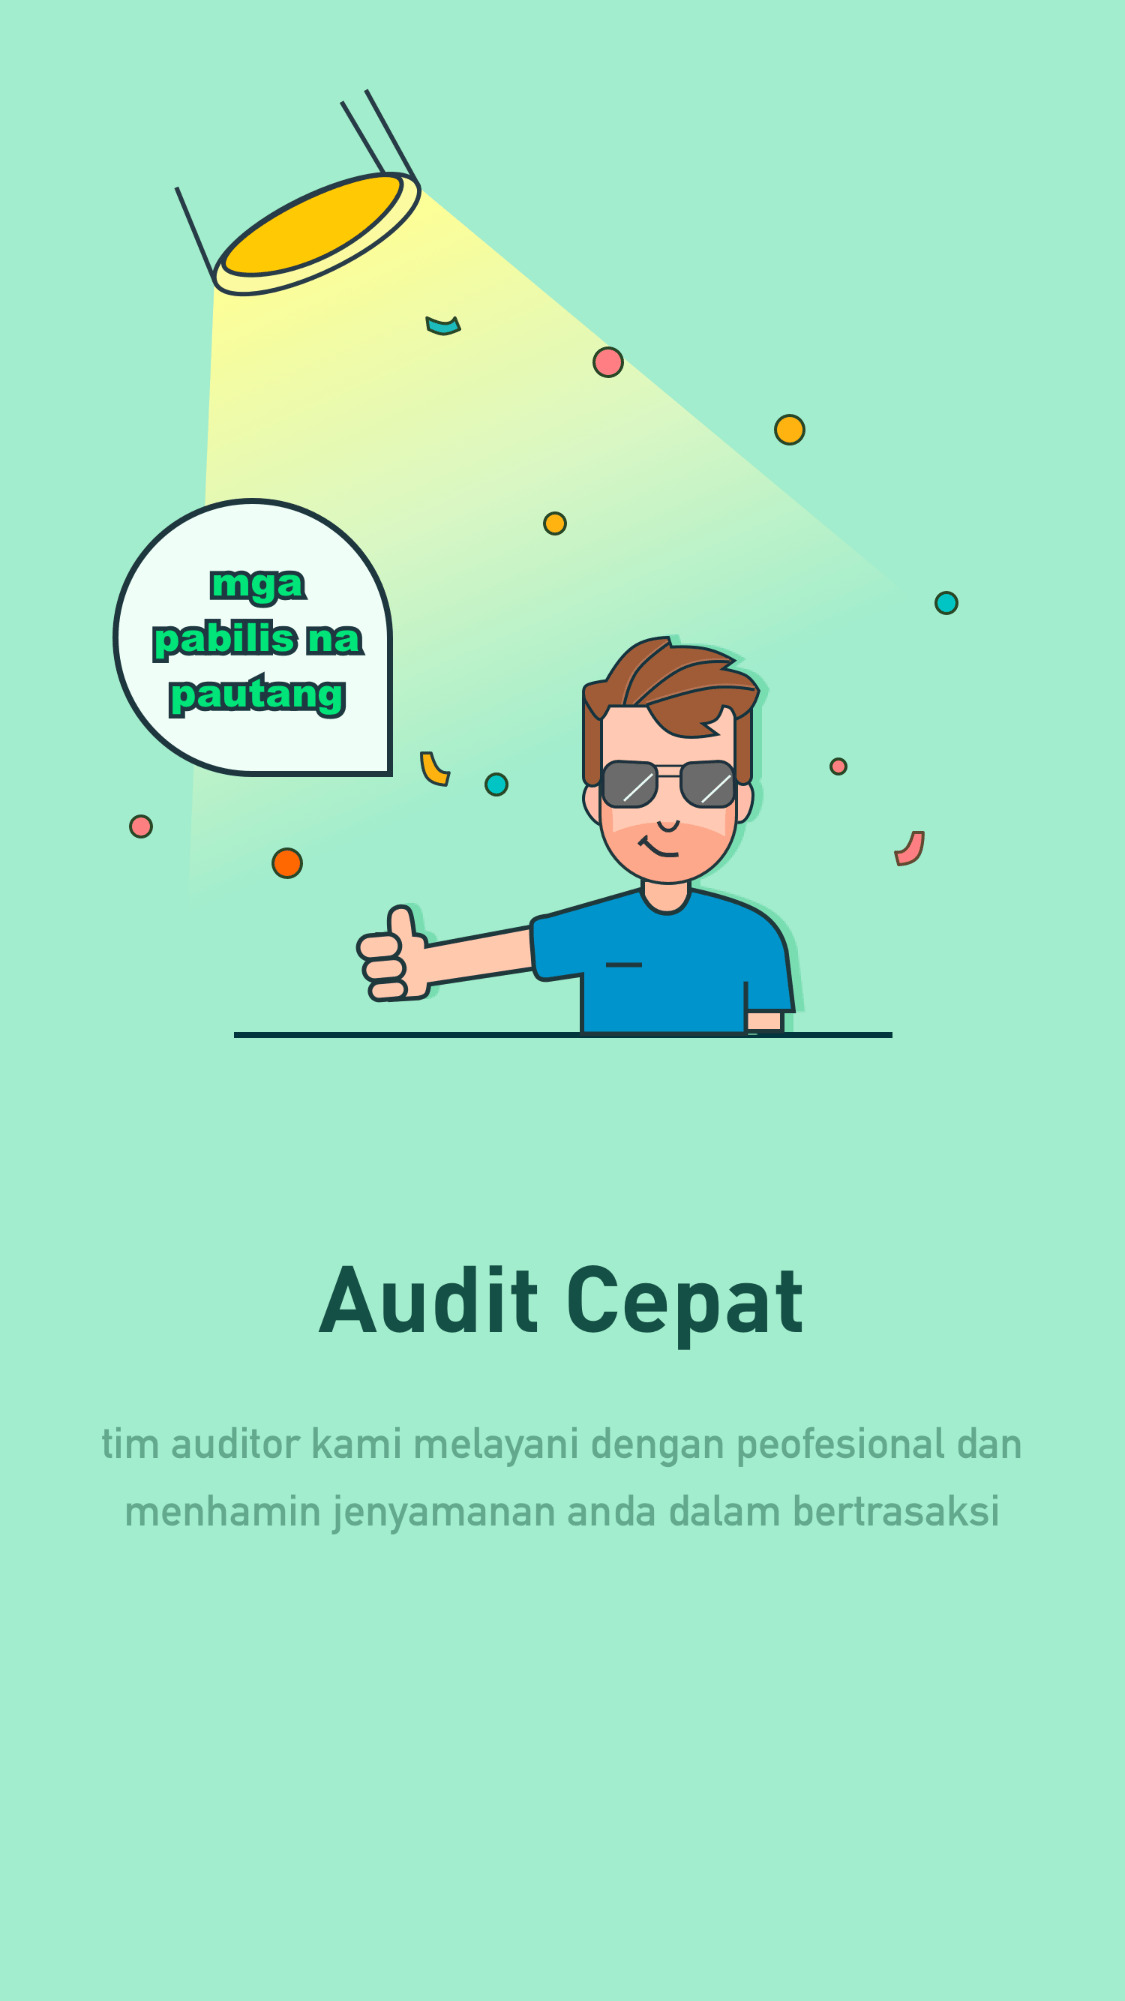 mga
pabilis na
pautang
Audit Cepat
tim auditor kami melayani dengan peofesional dan
menhamin jenyamanan anda dalam bertrasaksi